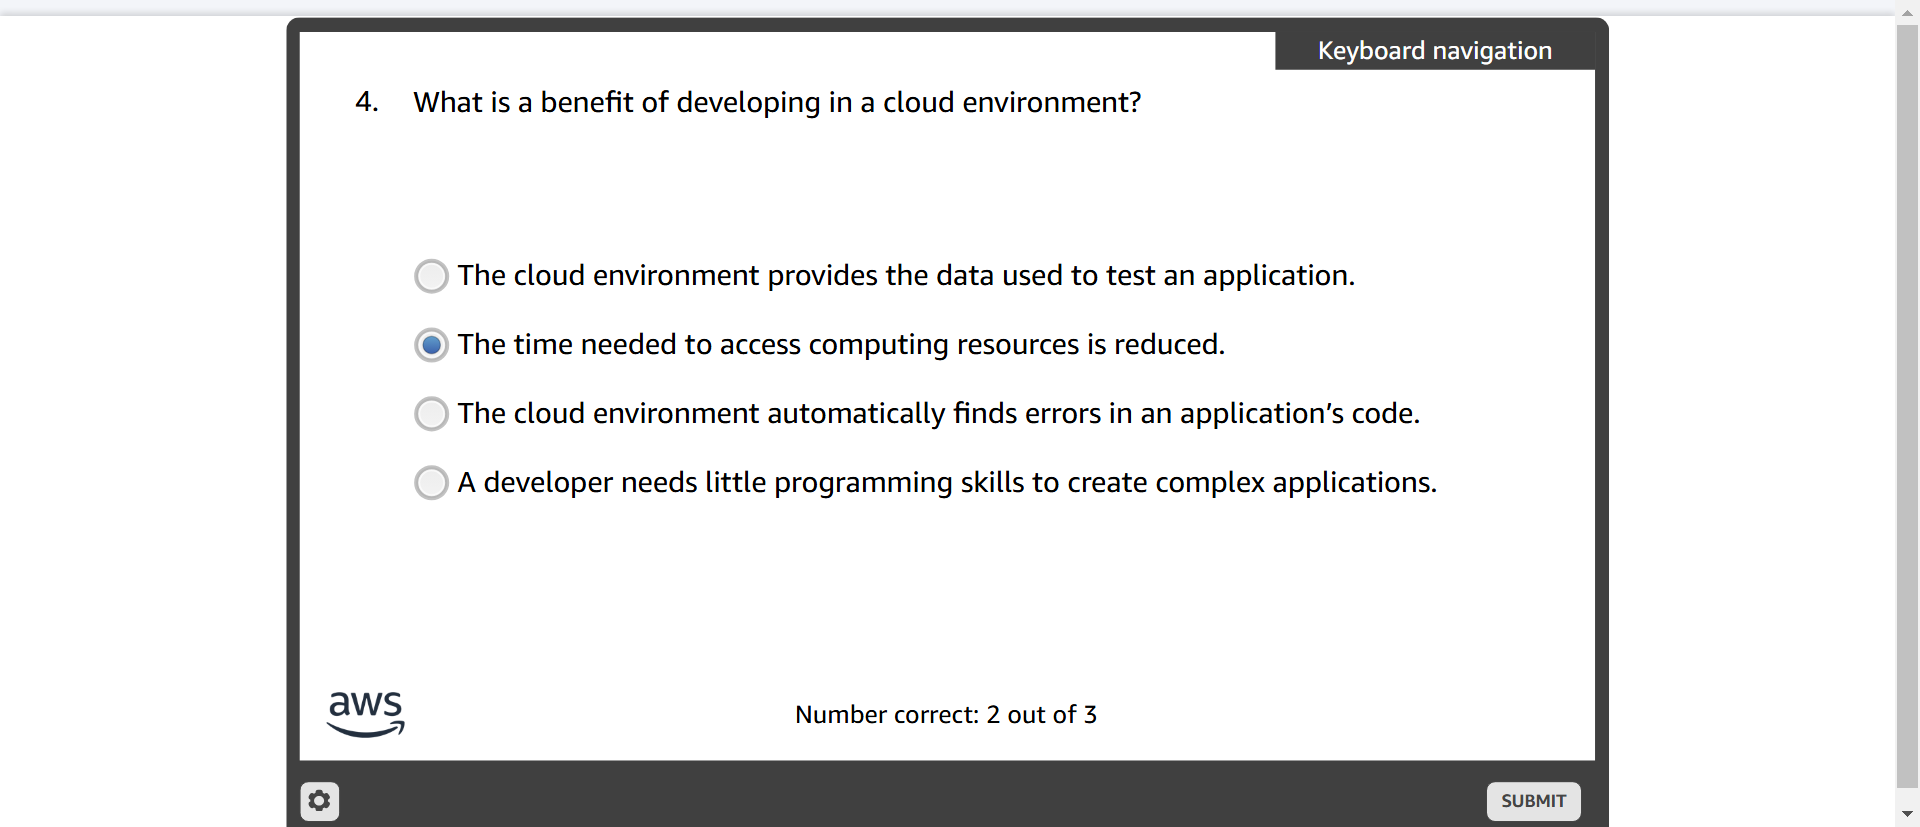 Keyboard navigation
4. What is a benefit of developing in a cloud environment?
The cloud environment provides the data used to test an application.
The time needed to access computing resources is reduced.
The cloud environment automatically finds errors in an application’s code.
A developer needs little programming skills to create complex applications.
aws
Number correct: 2 out of 3
SUBMIT